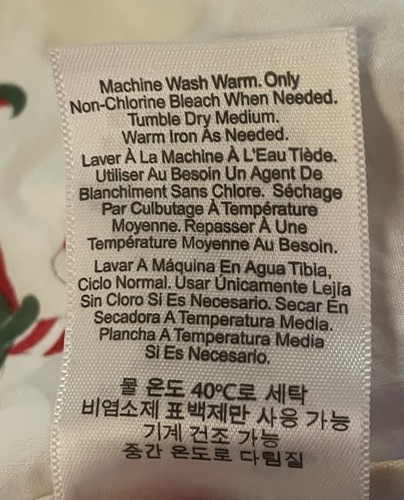 Machine Wash Warm. Only
Non-Chlorine Bleach When Needed.
Tumble Dry Medium.
Warm Iron As Needed.
Laver À La Machine À L'Eau Tiède.
Utiliser Au Besoin Un Agent De
Blanchiment Sans Chlore. Séchage
Par Culbutage À Température
Moyenne. Repasser À Une
Température Moyenne Au Besoin.
Lavar A Máquina En Agua Tibia,
Ciclo Normal. Usar Únicamente Lejía
Sin Cloro Si Es Necesario. Secar En
Secadora A Temperatura Media.
Plancha A Temperatura Media
Si Es Necesario.
물 온도 40℃로 세탁
비염소제 표백제만 사용 가능
기계 건조 가능
중간 온도로 다림질